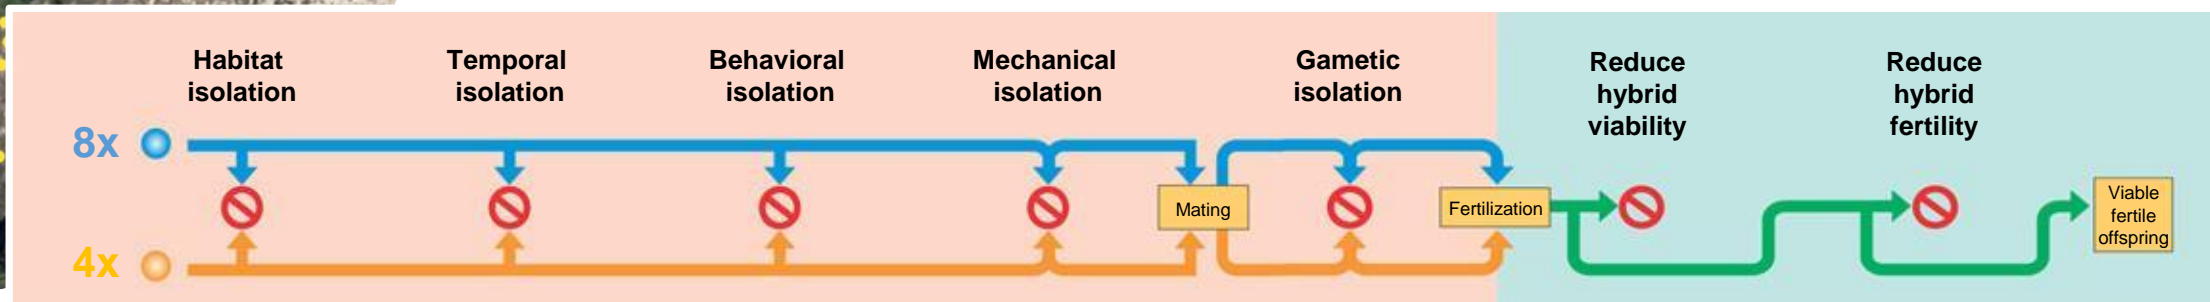 Habitat
isolation
Temporal
isolation
Behavioral
isolation
Mechanical
isolation
Gametic
isolation
Reduce
hybrid
viability
Reduce
hybrid
fertility
8x
4x
Mating
Fertilization
Viable
fertile
offspring